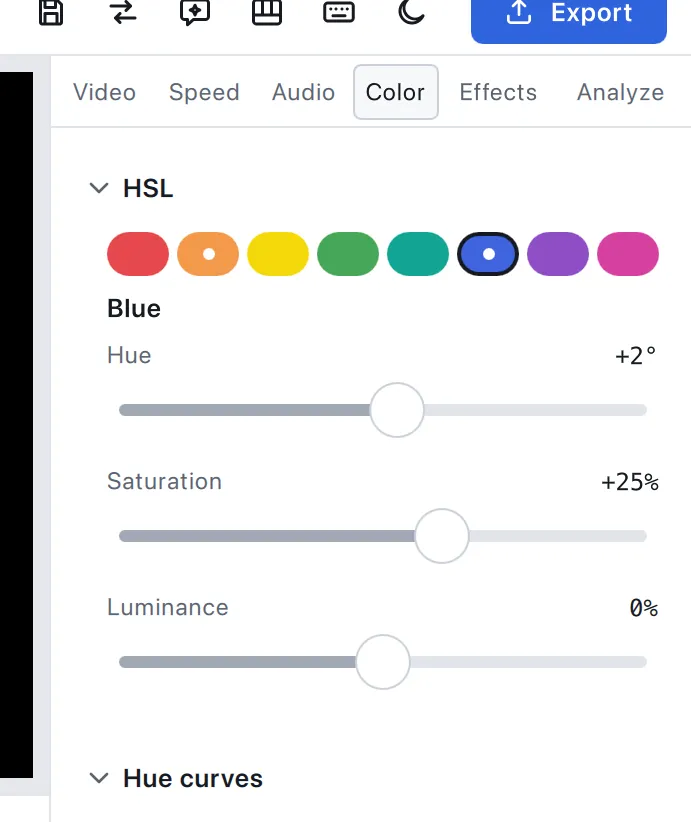 Export
Video Speed Audio Color Effects Analyze
HSL
Blue
Hue +2°
Saturation +25%
Luminance 0%
Hue curves